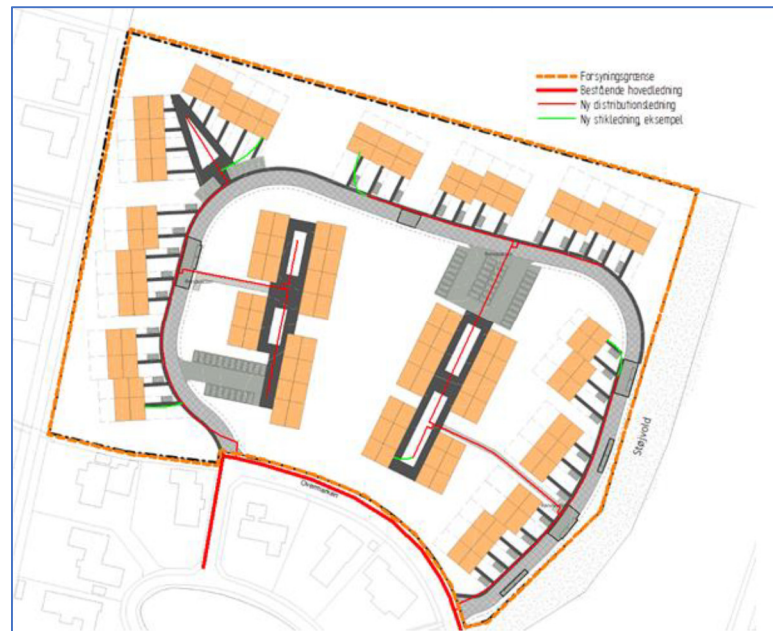 Forsyningsgrænse
Bestående hovedledning
Ny distributionsledning
Ny stikledning, eksempel
Støjvold